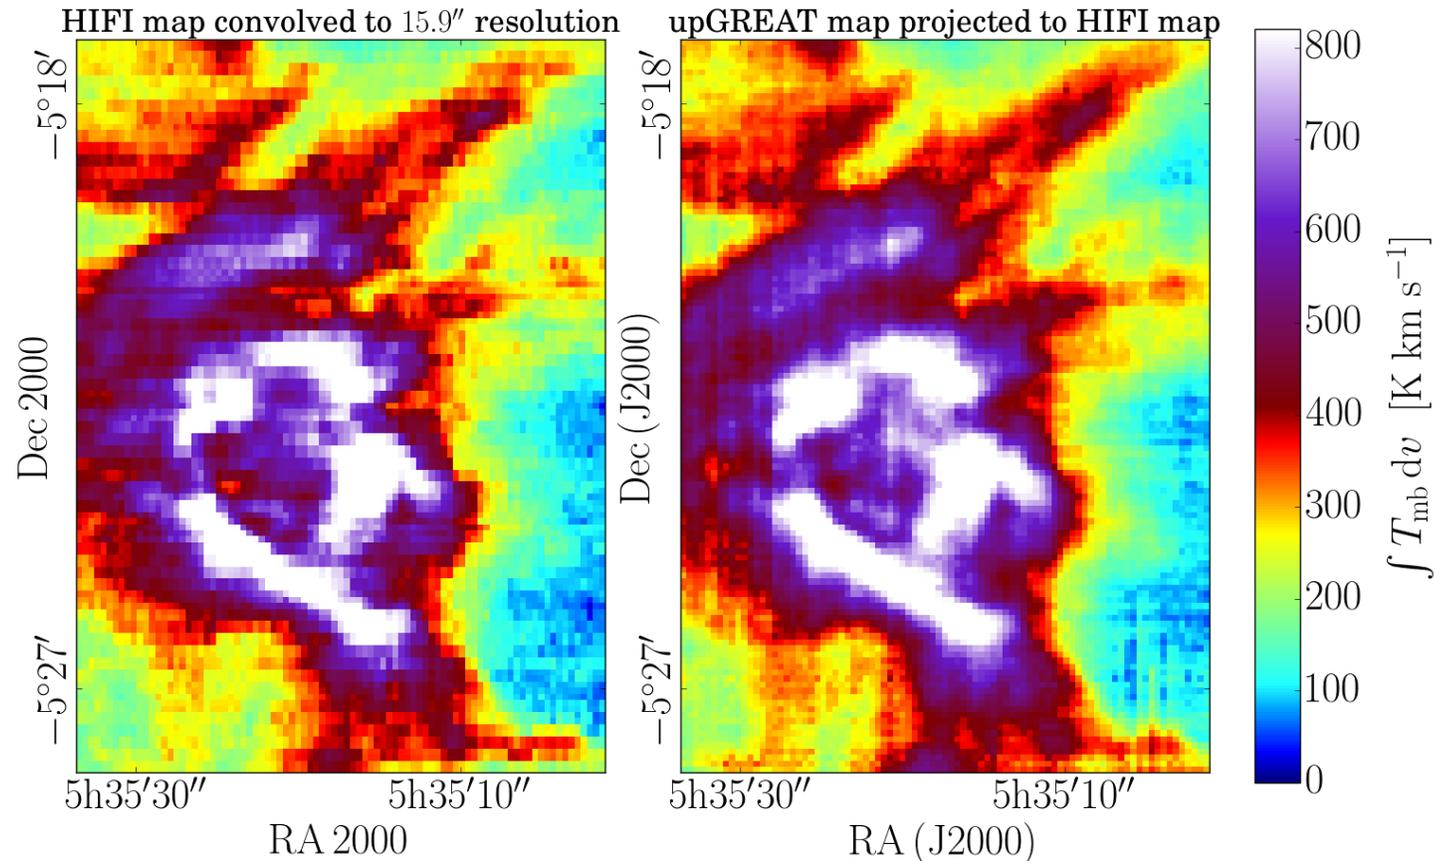 HIFI map convolved to 15.9″ resolution
upGREAT map projected to HIFI map
−5°18′
−5°27′
Dec 2000
5h35′30″
5h35′10″
RA 2000
−5°18′
−5°27′
Dec (J2000)
5h35′30″
5h35′10″
RA (J2000)
800
700
600
500
400
300
200
100
0
∫ Tmb dv [K km s−1]